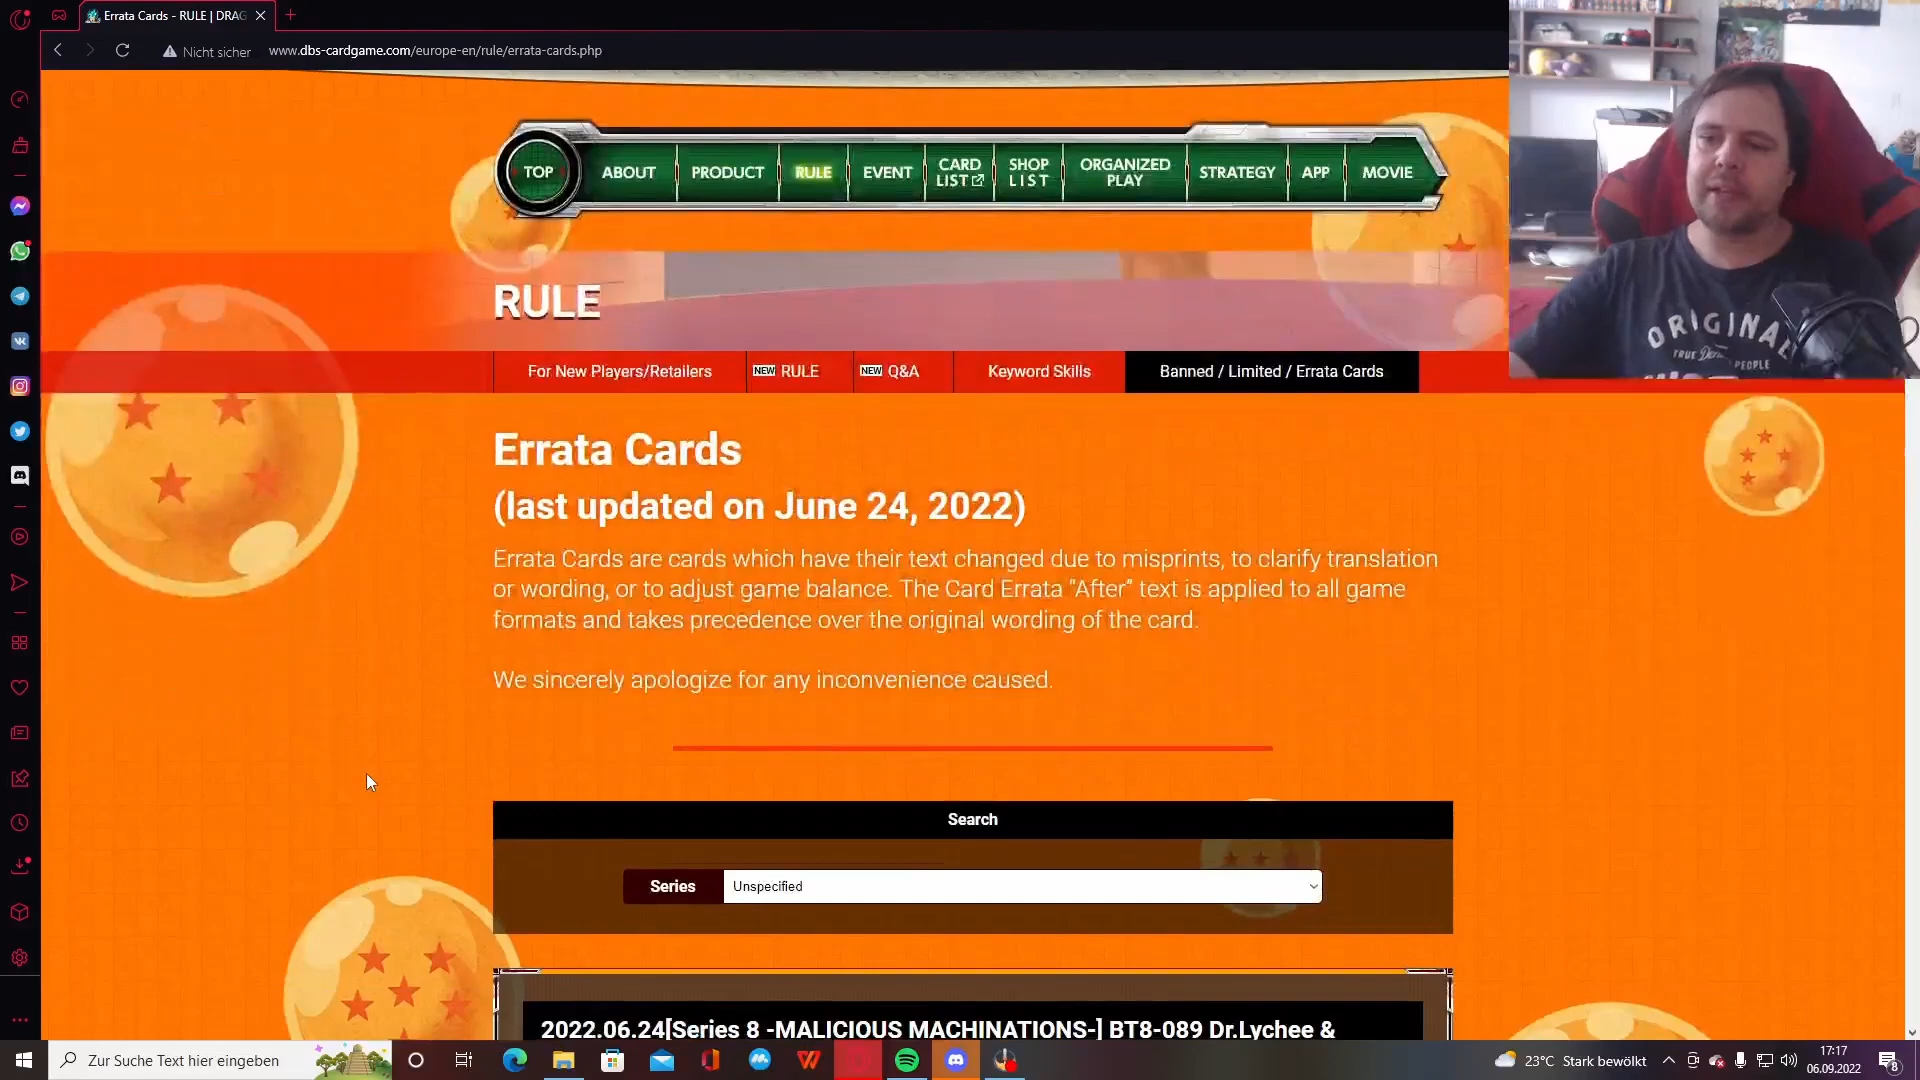 Errata Cards - RULE | DRAG
Nicht sicher
www.dbs-cardgame.com/europe-en/rule/errata-cards.php
TOP
ABOUT
PRODUCT
RULE
EVENT
CARD
LIST
SHOP
LIST
ORGANIZED
PLAY
STRATEGY
APP
MOVIE
RULE
For New Players/Retailers
NEW RULE
NEW Q&A
Keyword Skills
Banned / Limited / Errata Cards
ORIGINAL
TRUE
PEOPLE
Errata Cards
(last updated on June 24, 2022)
Errata Cards are cards which have their text changed due to misprints, to clarify translation
or wording, or to adjust game balance. The Card Errata "After" text is applied to all game
formats and takes precedence over the original wording of the card.
We sincerely apologize for any inconvenience caused.
Search
Series
Unspecified
2022.06.24[Series 8 -MALICIOUS MACHINATIONS-] BT8-089 Dr.Lychee &
Zur Suche Text hier eingeben
23°C Stark bewölkt
17:17
06.09.2022
8